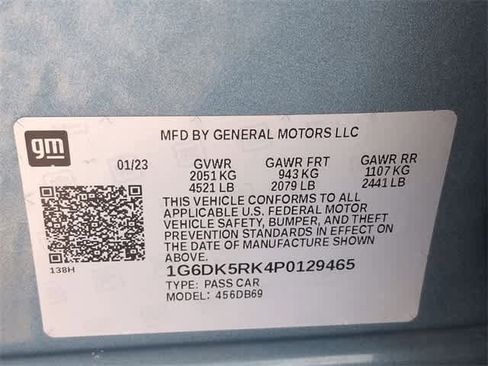 gm
MFD BY GENERAL MOTORS LLC
01/23 GVWR GAWR FRT GAWR RR
2051 KG 943 KG 1107 KG
4521 LB 2079 LB 2441 LB
THIS VEHICLE CONFORMS TO ALL
APPLICABLE U.S. FEDERAL MOTOR
VEHICLE SAFETY, BUMPER, AND THEFT
PREVENTION STANDARDS IN EFFECT ON
THE DATE OF MANUFACTURE SHOWN
ABOVE.
138H
1G6DK5RK4P0129465
TYPE: PASS CAR
MODEL: 456DB69